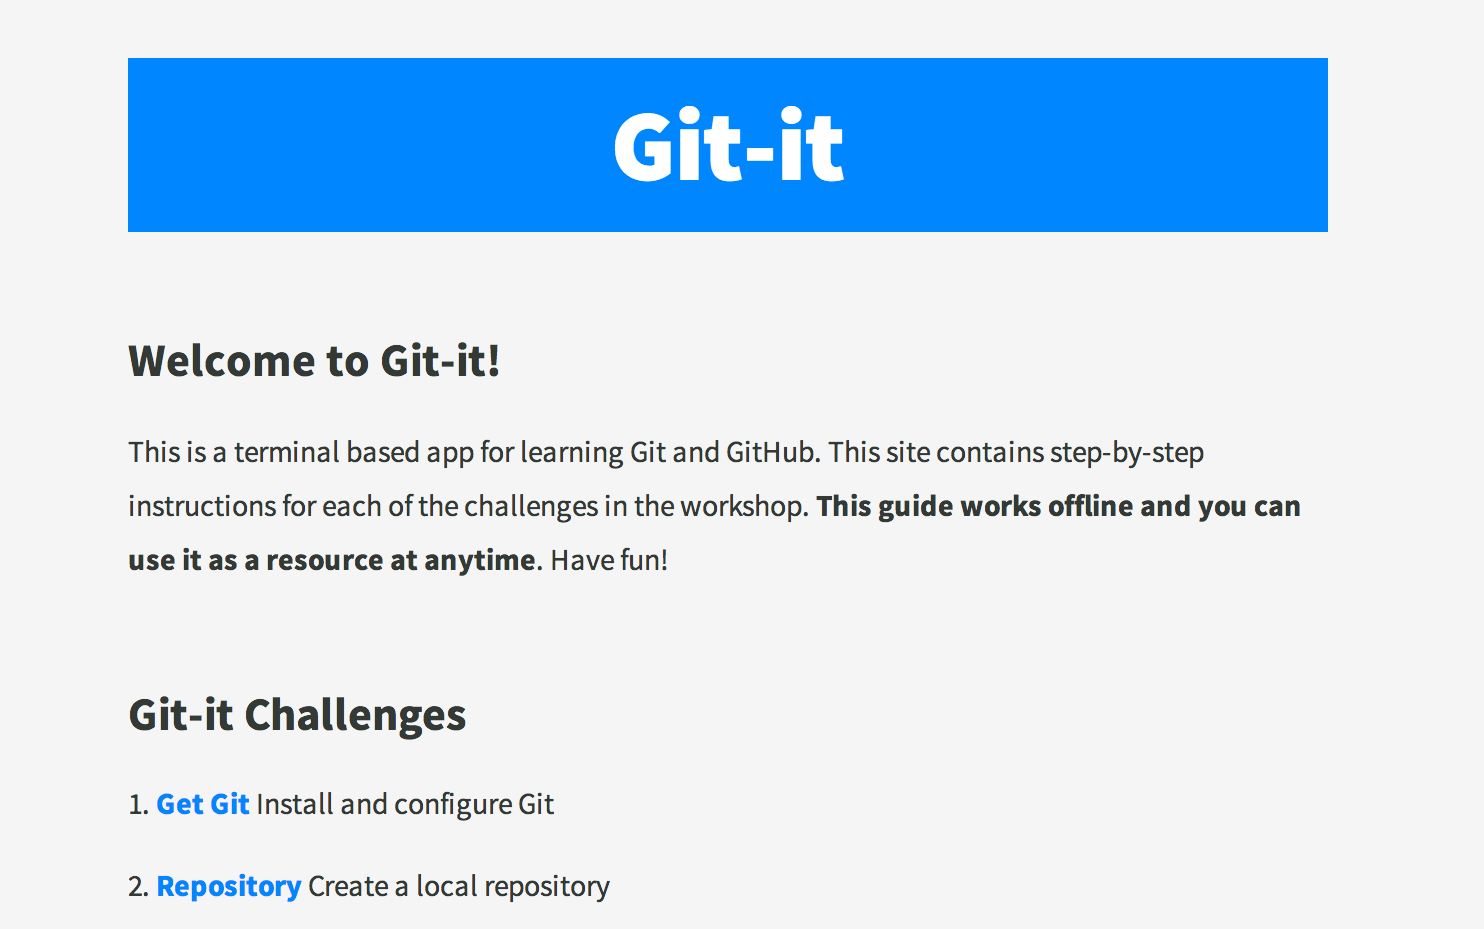 Git-it
Welcome to Git-it!
This is a terminal based app for learning Git and GitHub. This site contains step-by-step
instructions for each of the challenges in the workshop. This guide works offline and you can
use it as a resource at anytime. Have fun!
Git-it Challenges
1. Get Git Install and configure Git
2. Repository Create a local repository